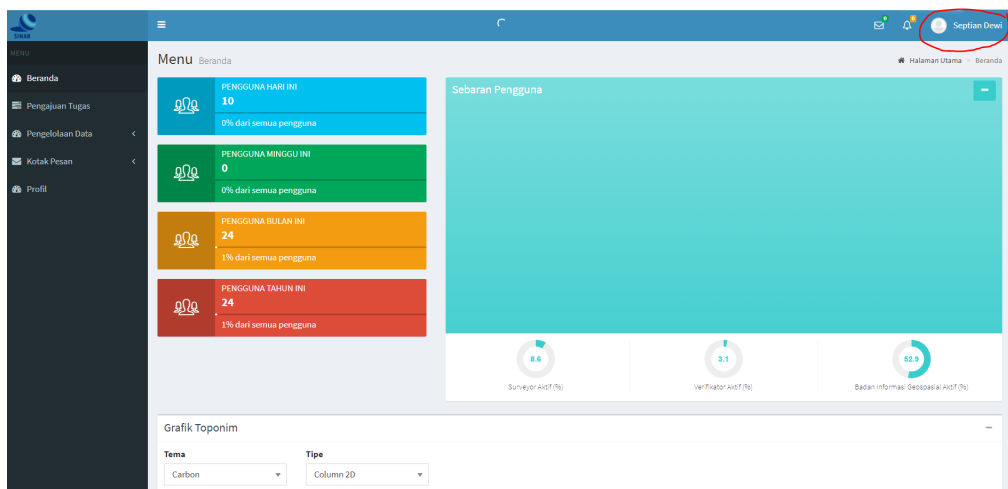 SINAR
Septian Dewi
MENU
Menu Beranda
Halaman Utama > Beranda
Beranda
Pengajuan Tugas
Pengelolaan Data
Kotak Pesan
Profil
PENGGUNA HARI INI
10
0% dari semua pengguna
PENGGUNA MINGGU INI
0
0% dari semua pengguna
PENGGUNA BULAN INI
24
1% dari semua pengguna
PENGGUNA TAHUN INI
24
1% dari semua pengguna
Sebaran Pengguna
8.6
Surveyor Aktif (%)
3.1
Verifikator Aktif (%)
52.9
Badan Informasi Geospasial Aktif (%)
Grafik Toponim
Tema
Carbon
Tipe
Column 2D